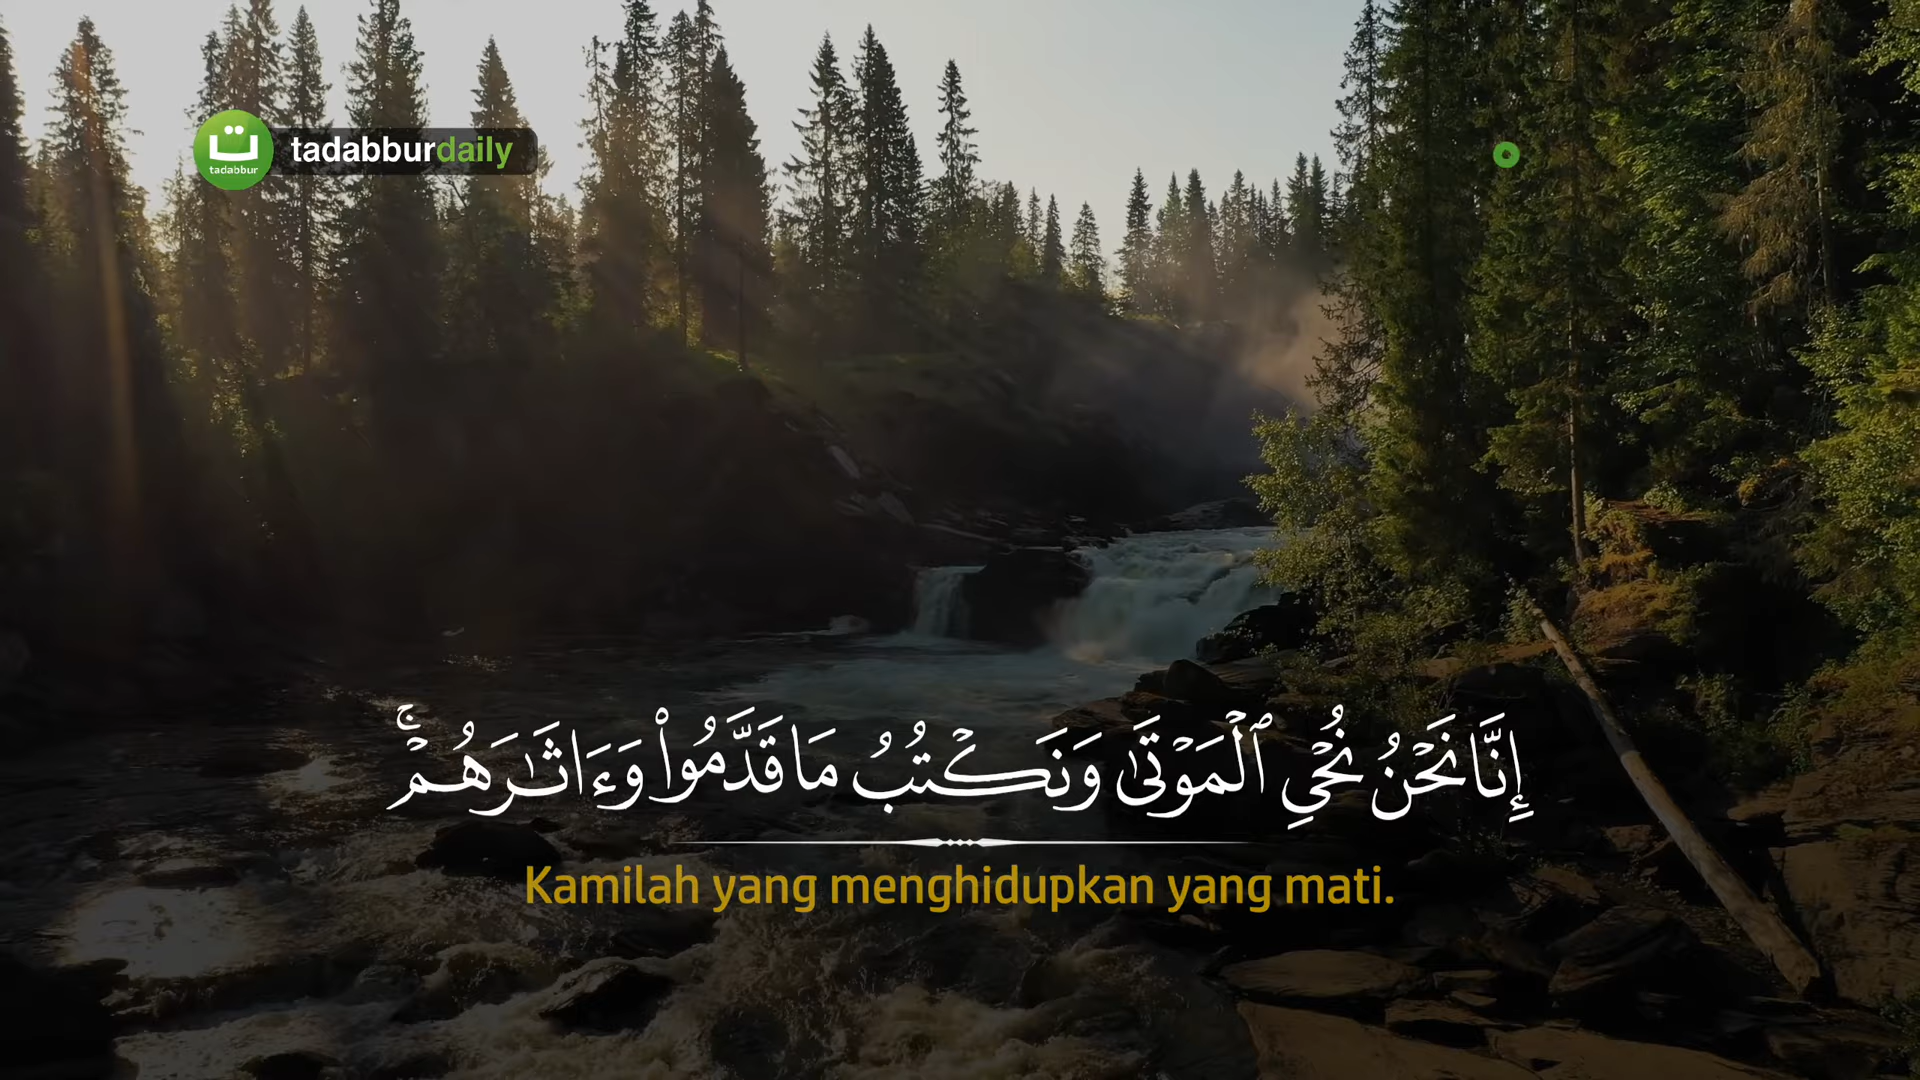 ت
tadabbur
tadabburdaily
إِنَّا نَحْنُ نُحْيِ ٱلْمَوْتَىٰ وَنَكْتُبُ مَا قَدَّمُوا۟ وَءَاثَـٰرَهُمْ ۚ
Kamilah yang menghidupkan yang mati.